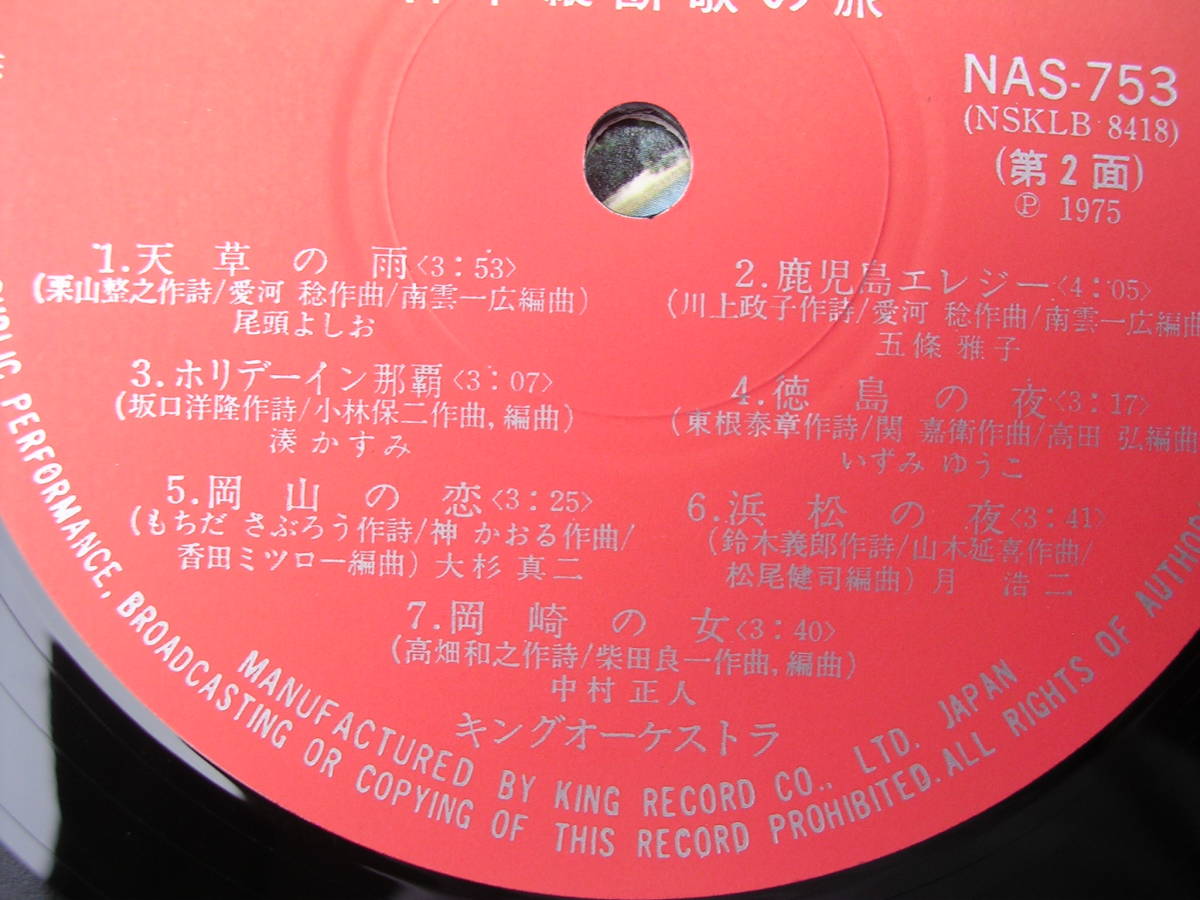 縦断歌の旅
NAS-753
(NSKLB 8418)
(第2面)
Ⓟ 1975
1.天草の雨〈3:53〉
(栗山整之作詩/愛河 稔作曲/南雲一広編曲)
尾頭よしお
2.鹿児島エレジー〈4:05〉
(川上政子作詩/愛河 稔作曲/南雲一広編曲
五條雅子
3.ホリデーイン那覇〈3:07〉
(坂口洋隆作詩/小林保二作曲,編曲)
湊かすみ
4.徳島の夜〈3:17〉
(東根泰章作詩/関 嘉衛作曲/高田 弘編曲
いずみ ゆうこ
5.岡山の恋〈3:25〉
(もちだ さぶろう作詩/神 かおる作曲/
香田ミツロー編曲) 大杉真二
6.浜松の夜〈3:41〉
(鈴木義郎作詩/山木延喜作曲/
松尾健司編曲) 月 浩二
7.岡崎の女〈3:40〉
(高畑和之作詩/柴田良一作曲,編曲)
中村正人
キングオーケストラ
MANUFACTURED BY KING RECORD CO., LTD. JAPAN
PERFORMANCE, BROADCASTING OR COPYING OF THIS RECORD PROHIBITED. ALL RIGHTS OF